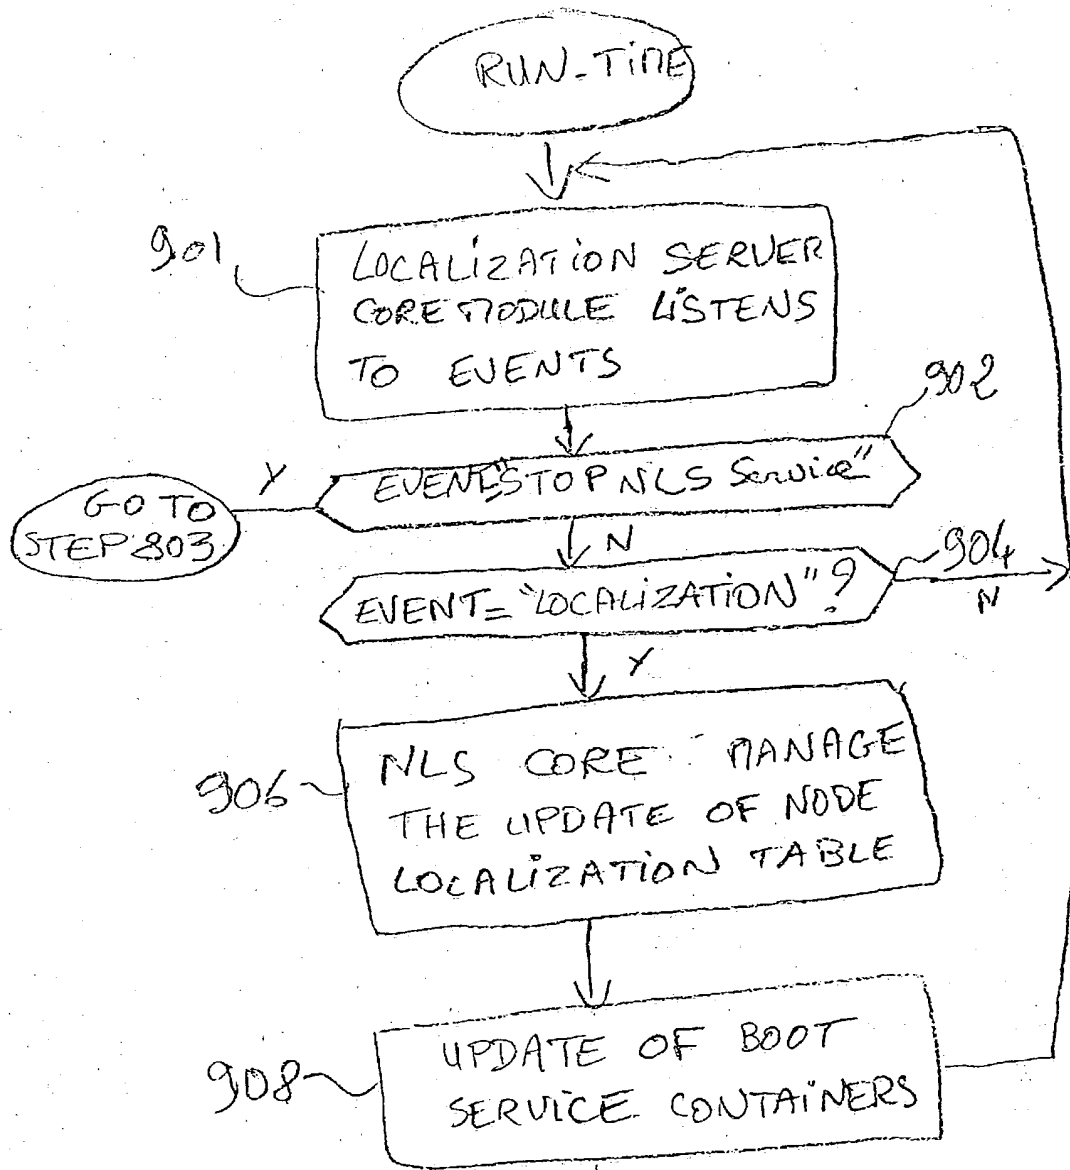 RUN-TIME
901
LOCALIZATION SERVER
CORE MODULE LISTENS
TO EVENTS
902
EVENT="STOP NLS Service"
Y
GO TO
STEP 803
N
904
EVENT="LOCALIZATION"?
N
Y
906
NLS CORE: MANAGE
THE UPDATE OF NODE
LOCALIZATION TABLE
908
UPDATE OF BOOT
SERVICE CONTAINERS